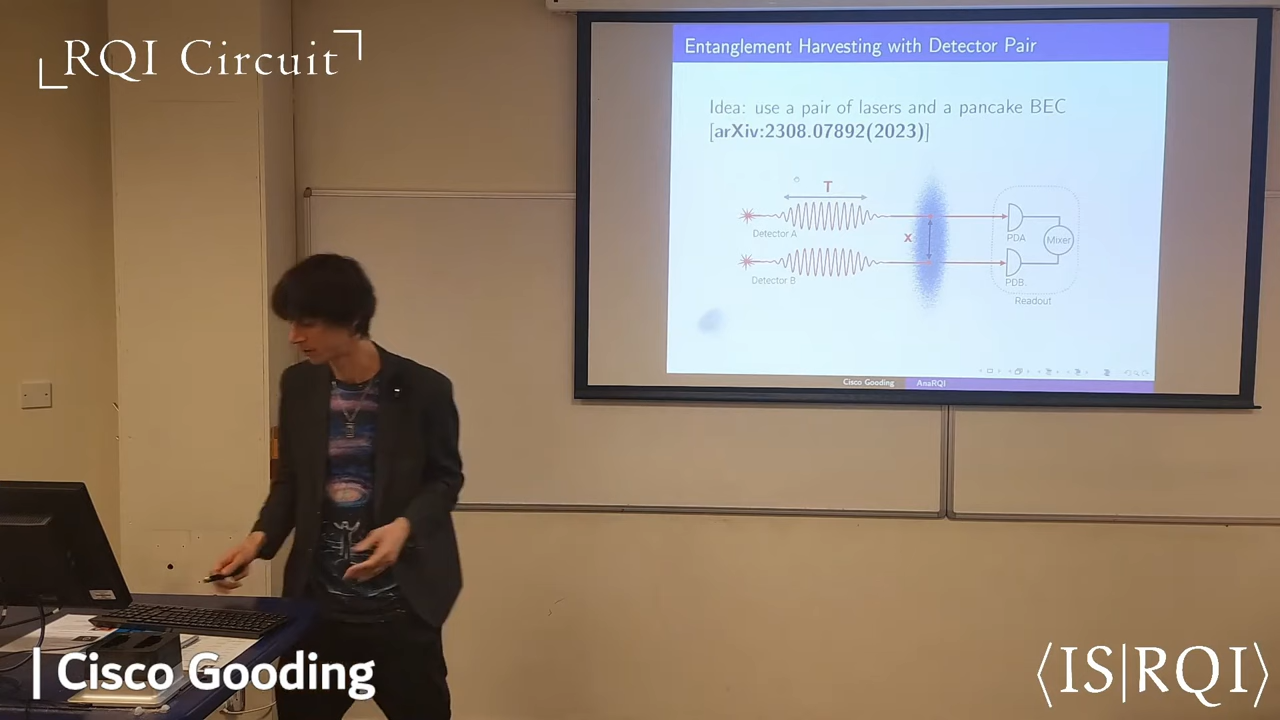 RQI Circuit
Entanglement Harvesting with Detector Pair
Idea: use a pair of lasers and a pancake BEC
[arXiv:2308.07892(2023)]
T
Detector A
X
PDA
Mixer
Detector B
PDB
Readout
Cisco Gooding AnaRQI
| Cisco Gooding
⟨IS|RQI⟩